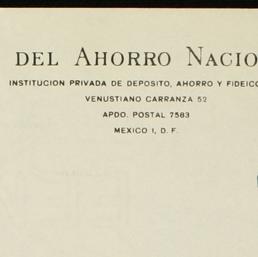 DEL AHORRO NACIO
INSTITUCION PRIVADA DE DEPOSITO, AHORRO Y FIDEICO
VENUSTIANO CARRANZA 52
APDO. POSTAL 7583
MEXICO 1, D. F.